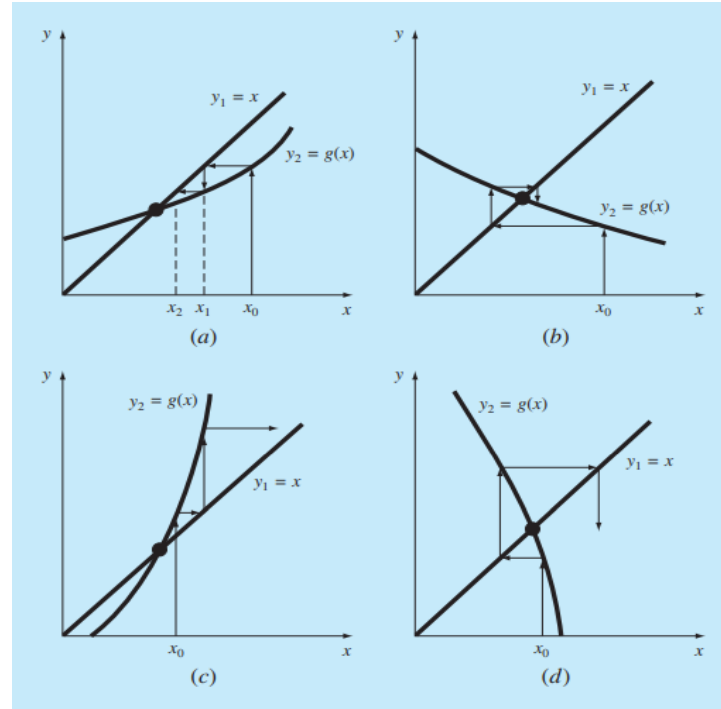 y
y₁ = x
y₂ = g(x)
x₂
x₁
x₀
x
(a)
y
y₁ = x
y₂ = g(x)
x₀
x
(b)
y
y₂ = g(x)
y₁ = x
x₀
x
(c)
y
y₂ = g(x)
y₁ = x
x₀
x
(d)